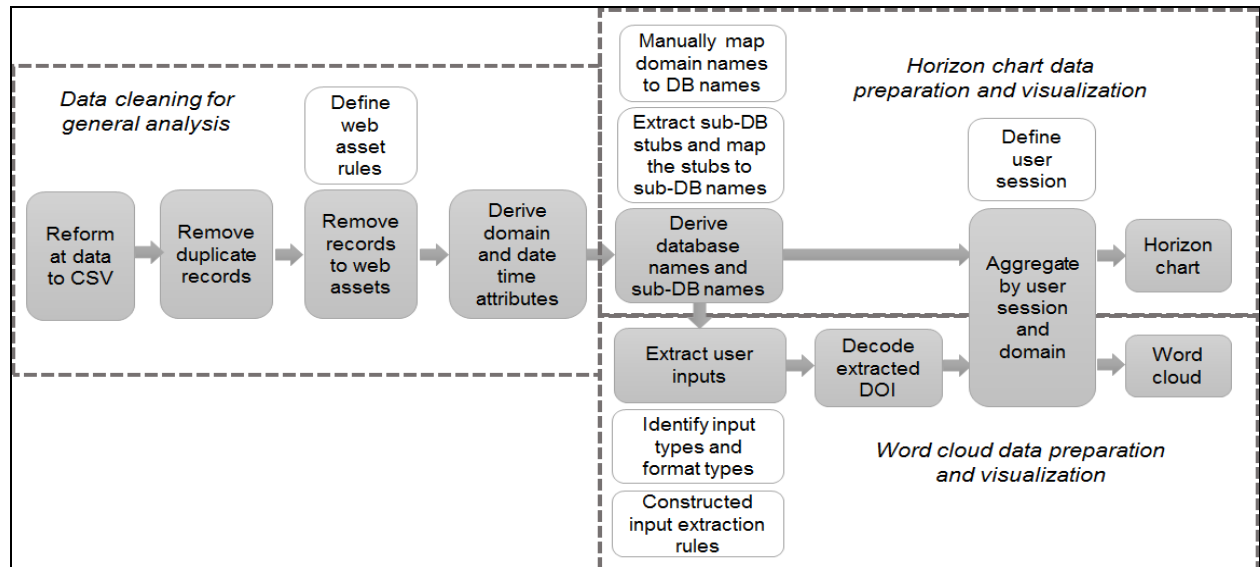 Data cleaning for
general analysis
Define
web
asset
rules
Reform
at data
to CSV
Remove
duplicate
records
Remove
records
to web
assets
Derive
domain
and date
time
attributes
Manually map
domain names
to DB names
Extract sub-DB
stubs and map
the stubs to
sub-DB names
Derive
database
names and
sub-DB names
Horizon chart data
preparation and visualization
Define
user
session
Aggregate
by user
session
and
domain
Horizon
chart
Extract user
inputs
Decode
extracted
DOI
Word
cloud
Identify input
types and
format types
Constructed
input extraction
rules
Word cloud data preparation
and visualization